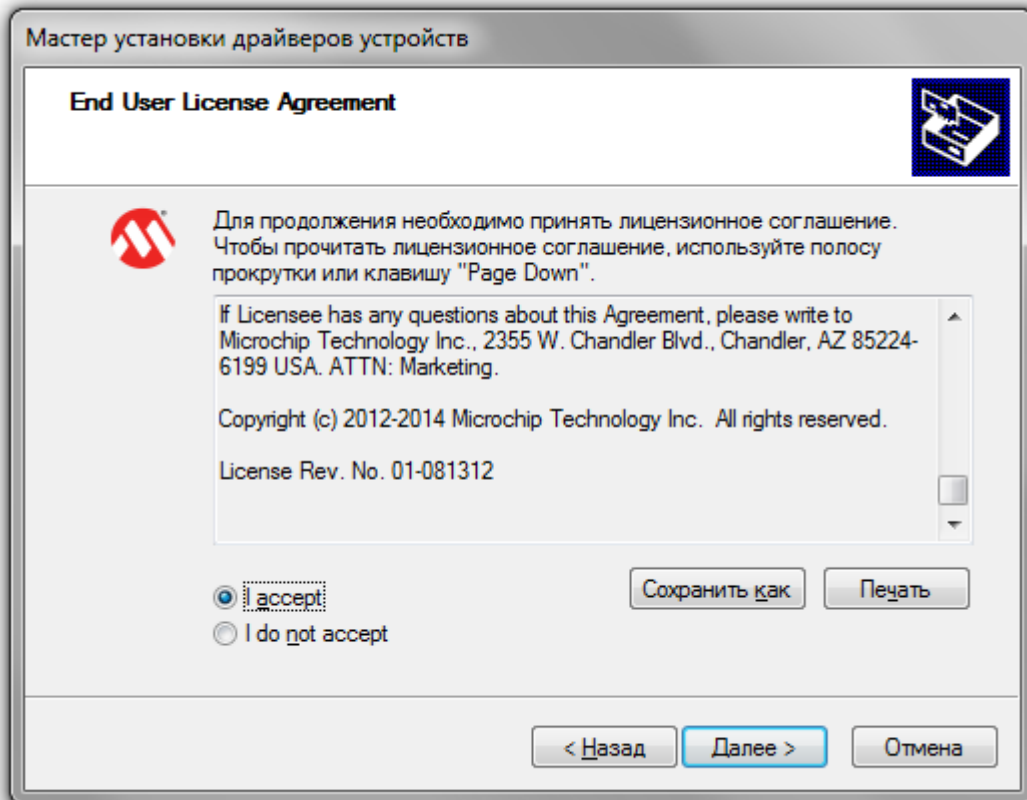 Мастер установки драйверов устройств
End User License Agreement
Для продолжения необходимо принять лицензионное соглашение.
Чтобы прочитать лицензионное соглашение, используйте полосу
прокрутки или клавишу "Page Down".
If Licensee has any questions about this Agreement, please write to
Microchip Technology Inc., 2355 W. Chandler Blvd., Chandler, AZ 85224-
6199 USA. ATTN: Marketing.
Copyright (c) 2012-2014 Microchip Technology Inc.  All rights reserved.
License Rev. No. 01-081312
I accept
Сохранить как
Печать
I do not accept
< Назад
Далее >
Отмена